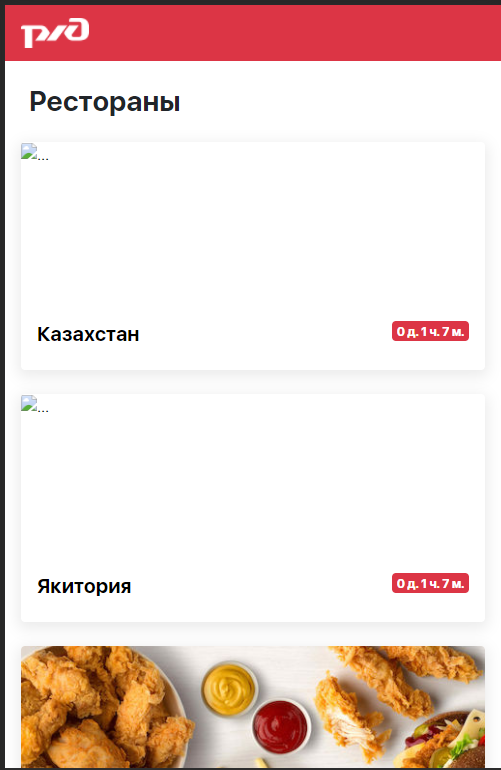 ржд
Рестораны
...
Казахстан
0 д. 1 ч. 7 м.
...
Якитория
0 д. 1 ч. 7 м.